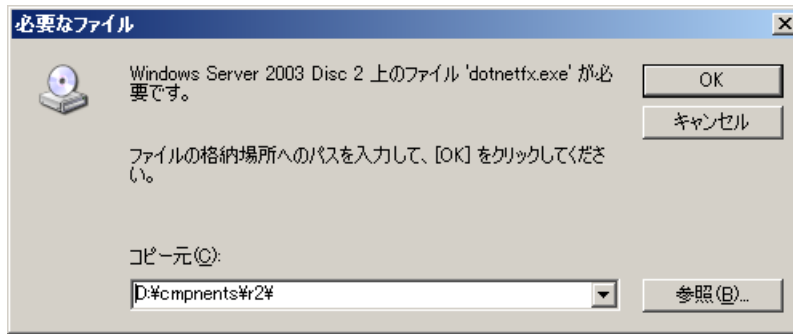 必要なファイル
Windows Server 2003 Disc 2 上のファイル 'dotnetfx.exe' が必
要です。
OK
キャンセル
ファイルの格納場所へのパスを入力して、[OK] をクリックしてくださ
い。
コピー元(C):
D:¥cmpnents¥r2¥
参照(B)...